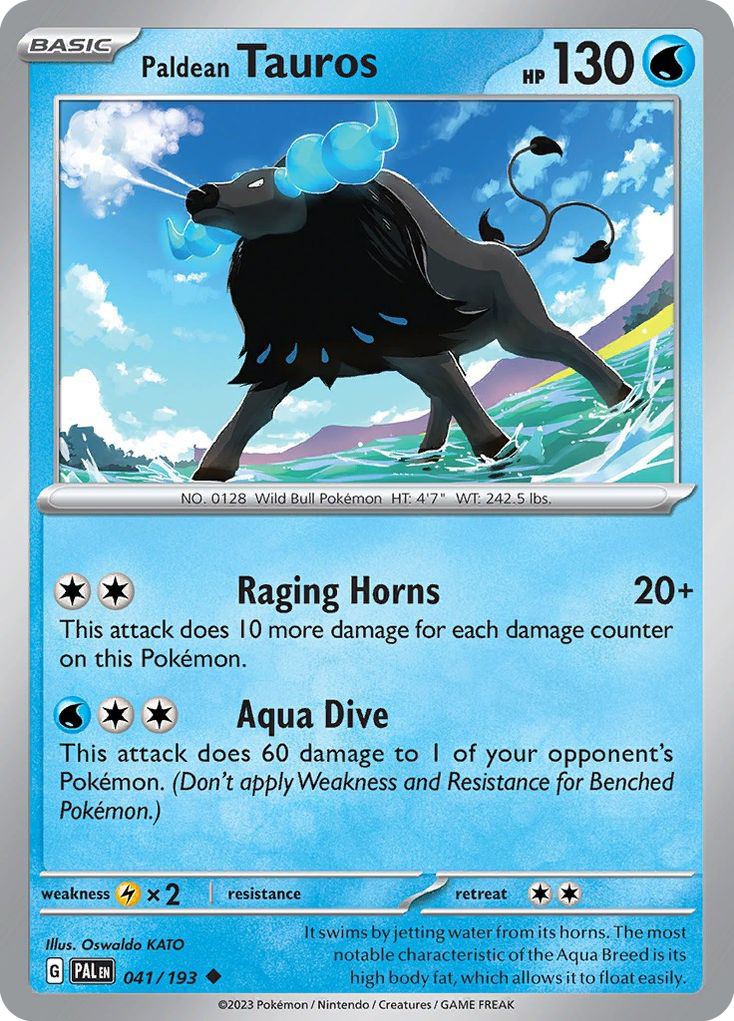 BASIC
Paldean Tauros HP 130
NO. 0128 Wild Bull Pokémon HT: 4'7" WT: 242.5 lbs.
Raging Horns 20+
This attack does 10 more damage for each damage counter
on this Pokémon.
Aqua Dive
This attack does 60 damage to 1 of your opponent's
Pokémon. (Don't apply Weakness and Resistance for Benched
Pokémon.)
weakness ×2 resistance retreat
Illus. Oswaldo KATO
G PAL EN 041/193
It swims by jetting water from its horns. The most
notable characteristic of the Aqua Breed is its
high body fat, which allows it to float easily.
©2023 Pokémon / Nintendo / Creatures / GAME FREAK